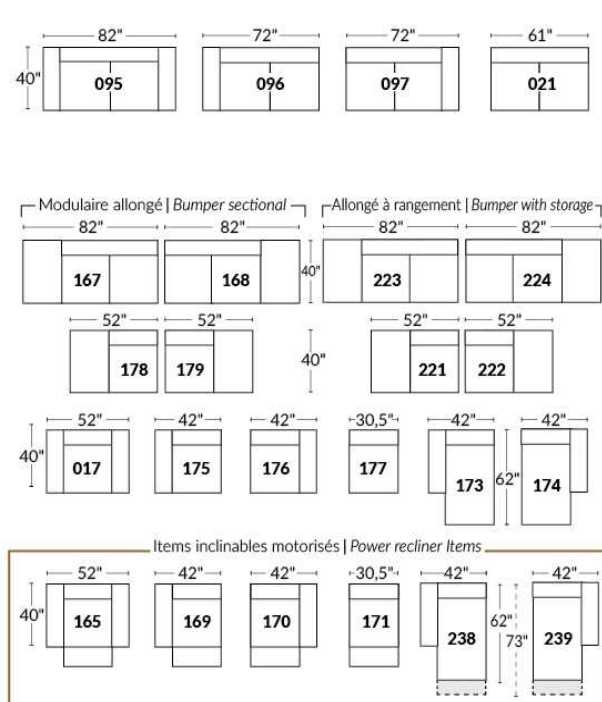 82" 72" 72" 61"
40" 095 096 097 021
Modulaire allongé | Bumper sectional Allongé à rangement | Bumper with storage
82" 82" 82" 82"
167 168 40" 223 224
52" 52" 52" 52"
178 179 40" 221 222
52" 42" 42" 30,5" 42" 42"
40" 017 175 176 177 173 62" 174
Items inclinables motorisés | Power recliner Items
52" 42" 42" 30,5" 42" 42"
40" 165 169 170 171 238 62" 73" 239